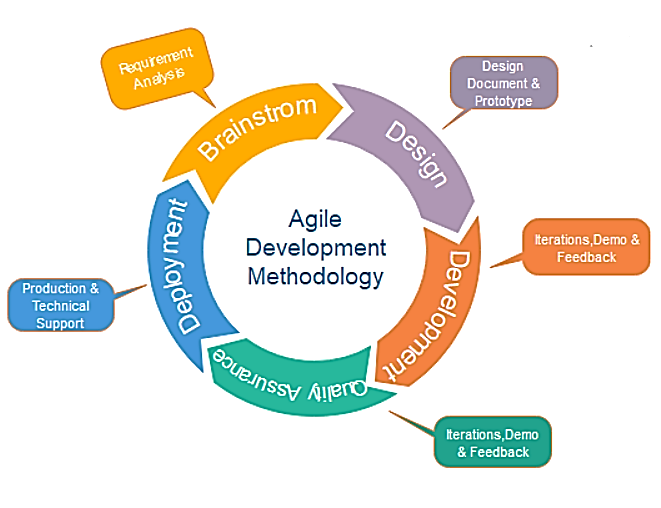 Requirement
Analysis
Brainstrom
Design
Design
Document &
Prototype
Agile
Development
Methodology
Development
Iterations,Demo &
Feedback
Quality Assurance
Iterations,Demo
& Feedback
Deployment
Production &
Technical
Support